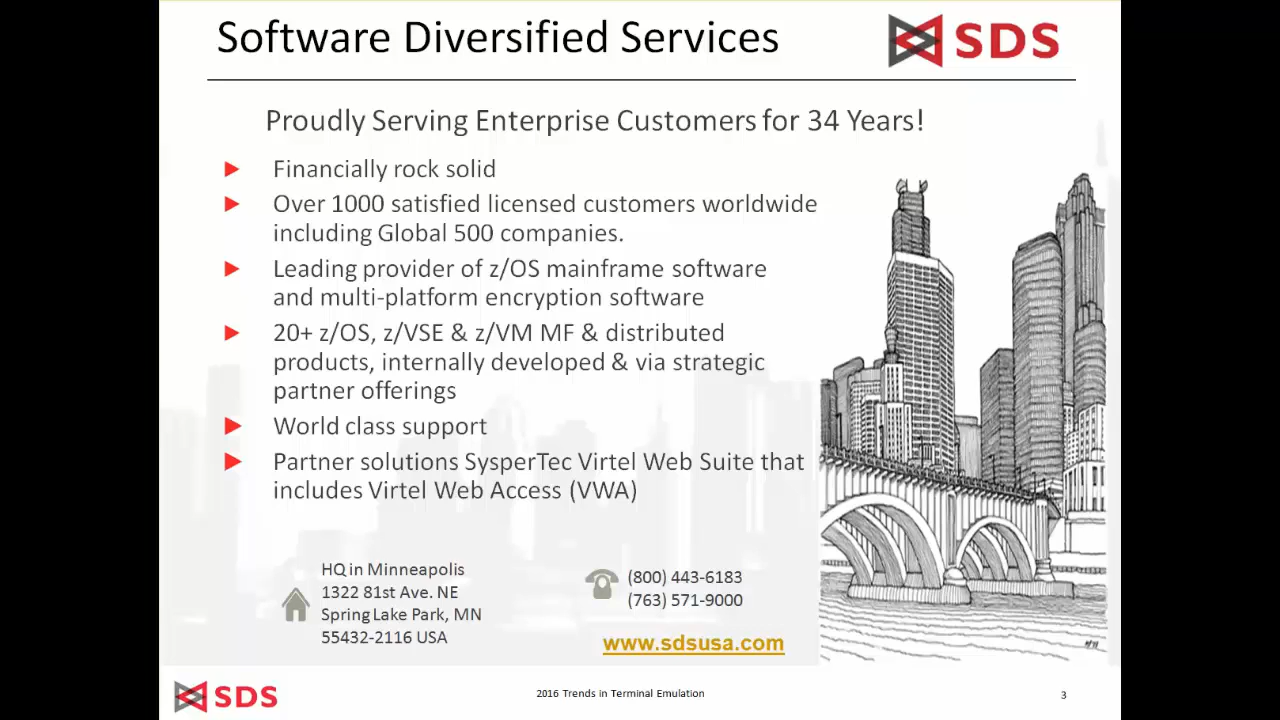 Software Diversified Services
SDS
Proudly Serving Enterprise Customers for 34 Years!
Financially rock solid
Over 1000 satisfied licensed customers worldwide
including Global 500 companies.
Leading provider of z/OS mainframe software
and multi-platform encryption software
20+ z/OS, z/VSE & z/VM MF & distributed
products, internally developed & via strategic
partner offerings
World class support
Partner solutions SysperTec Virtel Web Suite that
includes Virtel Web Access (VWA)
HQ in Minneapolis
1322 81st Ave. NE
Spring Lake Park, MN
55432-2116 USA
(800) 443-6183
(763) 571-9000
www.sdsusa.com
SDS
2016 Trends in Terminal Emulation
3